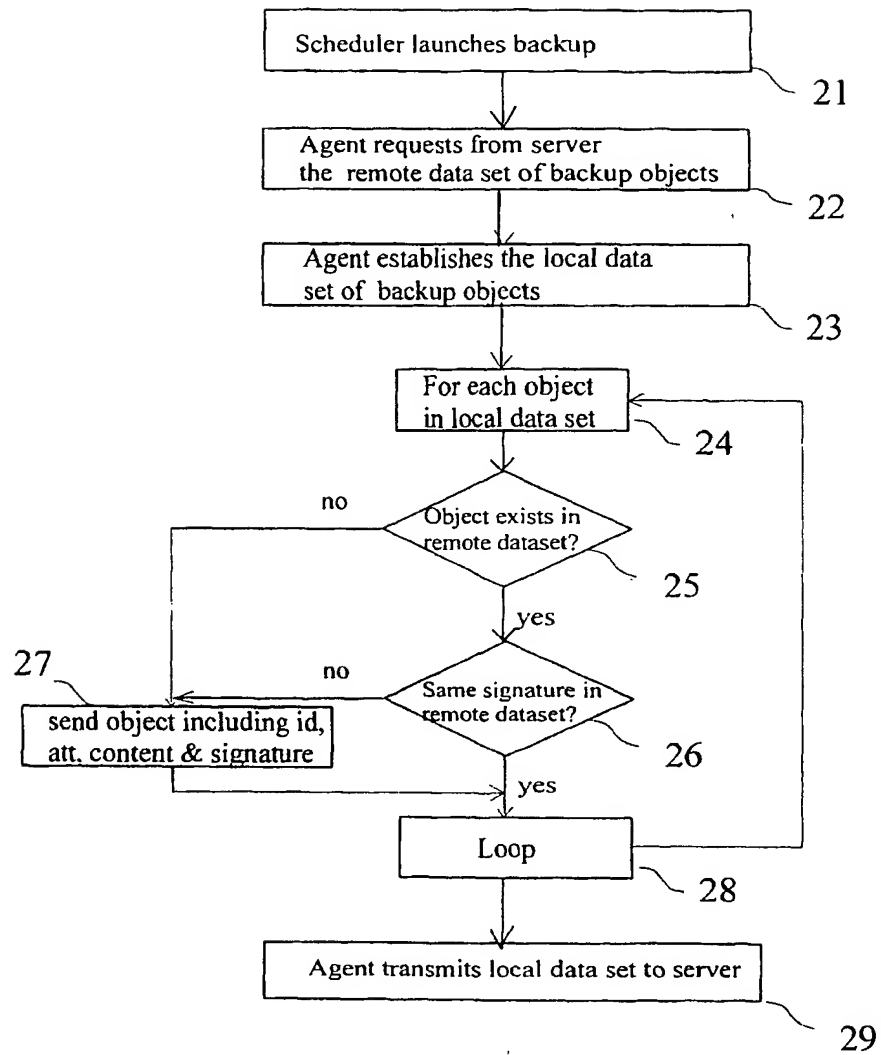 Scheduler launches backup
21
Agent requests from server
the remote data set of backup objects
22
Agent establishes the local data
set of backup objects
23
For each object
in local data set
24
no
Object exists in
remote dataset?
25
yes
27
no
Same signature in
remote dataset?
26
send object including id,
att. content & signature
yes
Loop
28
Agent transmits local data set to server
29